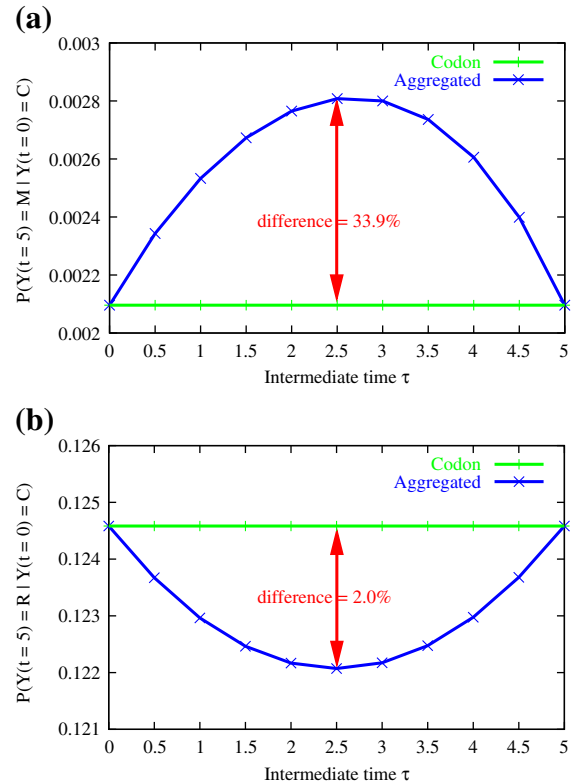 (a)
P(Y(t = 5) = M | Y(t = 0) = C)
0.003
0.0028
0.0026
0.0024
0.0022
0.002
Codon
Aggregated
difference = 33.9%
0 0.5 1 1.5 2 2.5 3 3.5 4 4.5 5
Intermediate time τ
(b)
P(Y(t = 5) = R | Y(t = 0) = C)
0.126
0.125
0.124
0.123
0.122
0.121
Codon
Aggregated
difference = 2.0%
0 0.5 1 1.5 2 2.5 3 3.5 4 4.5 5
Intermediate time τ